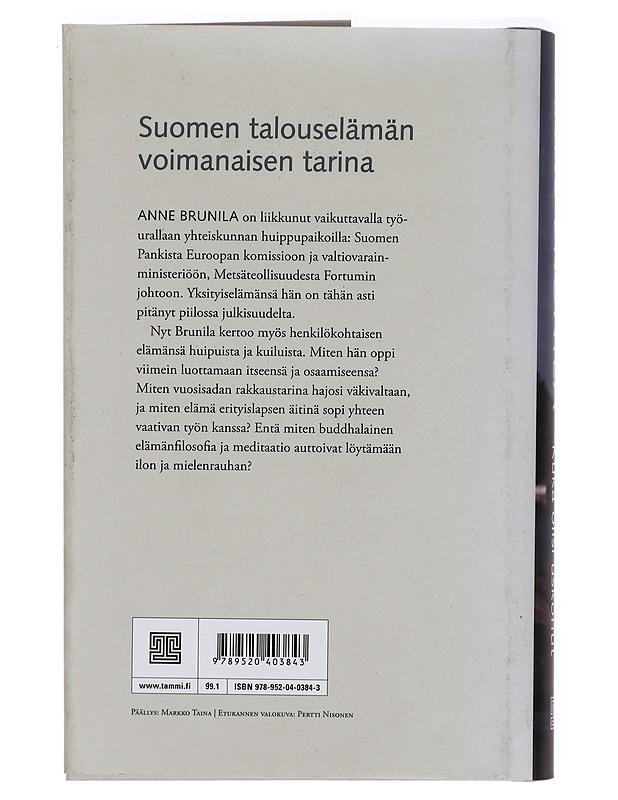 Suomen talouselämän
voimanaisen tarina
ANNE BRUNILA on liikkunut vaikuttavalla työ-
urallaan yhteiskunnan huippupaikoilla: Suomen
Pankista Euroopan komissioon ja valtiovarain-
ministeriöön, Metsäteollisuudesta Fortumin
johtoon. Yksityiselämänsä hän on tähän asti
pitänyt piilossa julkisuudelta.
Nyt Brunila kertoo myös henkilökohtaisen
elämänsä huipuista ja kuiluista. Miten hän oppi
viimein luottamaan itseensä ja osaamiseensa?
Miten vuosisadan rakkaustarina hajosi väkivaltaan,
ja miten elämä erityislapsen äitinä sopi yhteen
vaativan työn kanssa? Entä miten buddhalainen
elämänfilosofia ja meditaatio auttoivat löytämään
ilon ja mielenrauhan?
9789520403843
www.tammi.fi
99.1
ISBN 978-952-04-0384-3
Päällys: Markko Taina | Etukannen valokuva: Pertti Nisonen
Kuka olisi uskonut